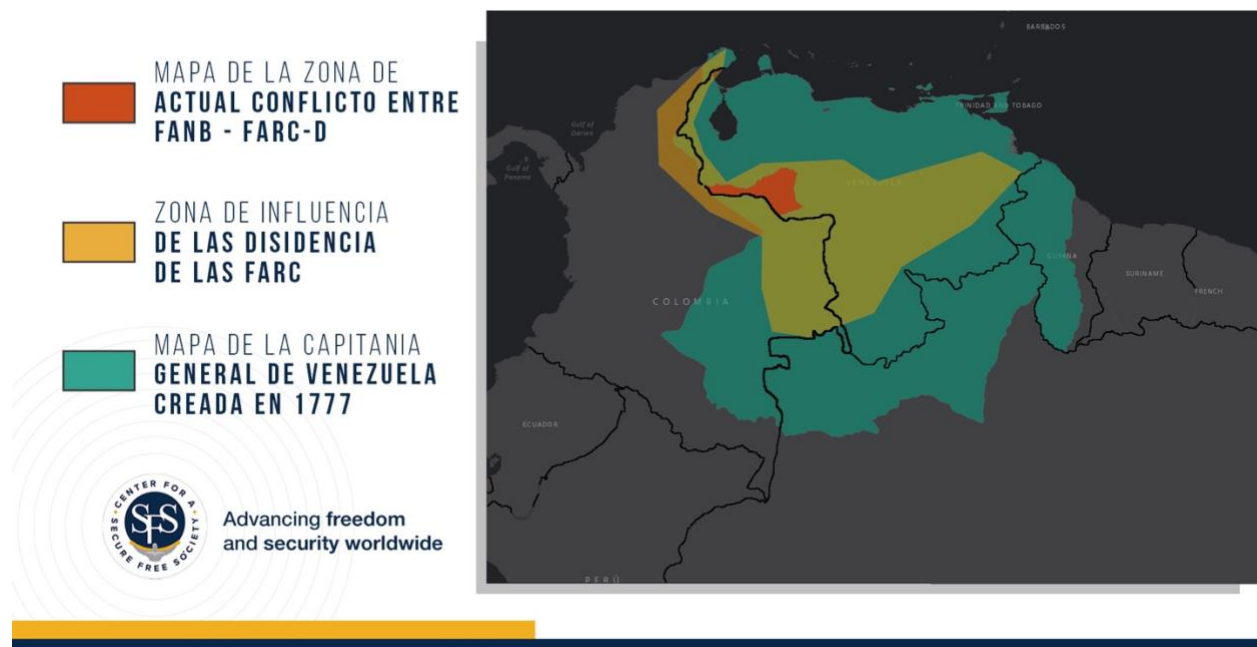 MAPA DE LA ZONA DE
ACTUAL CONFLICTO ENTRE
FANB - FARC-D
ZONA DE INFLUENCIA
DE LAS DISIDENCIA
DE LAS FARC
MAPA DE LA CAPITANIA
GENERAL DE VENEZUELA
CREADA EN 1777
CENTER FOR A
SECURE FREE SOCIETY
SFS
Advancing freedom
and security worldwide
BARBADOS
TRINIDAD AND TOBAGO
Gulf of
Darien
Gulf of
Panama
VENEZUELA
GUYANA
SURINAME
FRENCH
COLOMBIA
ECUADOR
PERÚ